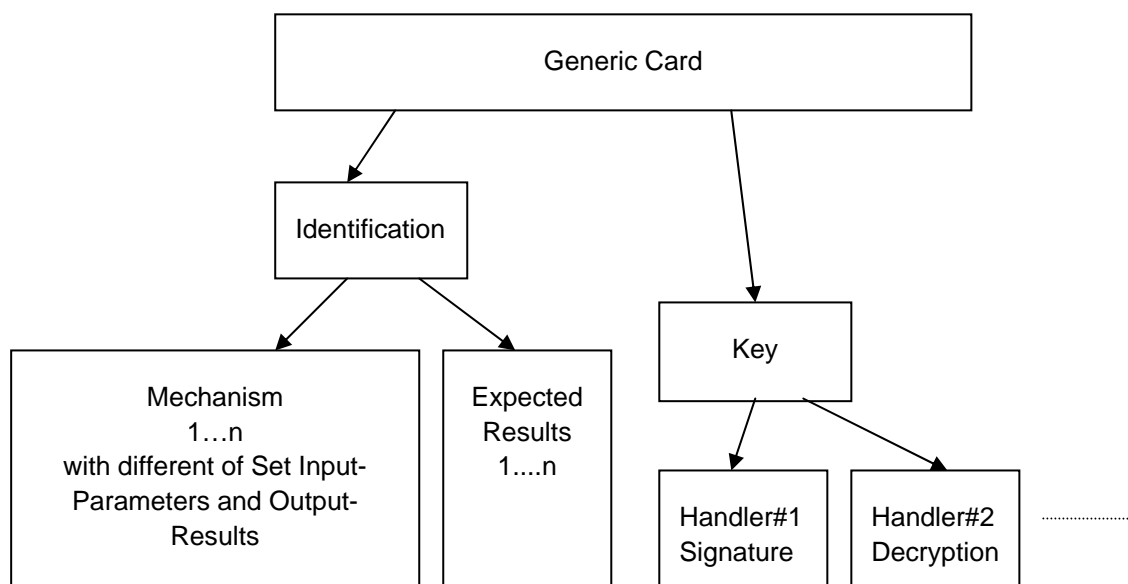 Generic Card
Identification
Key
Mechanism
1…n
with different of Set Input-
Parameters and Output-
Results
Expected
Results
1....n
Handler#1
Signature
Handler#2
Decryption